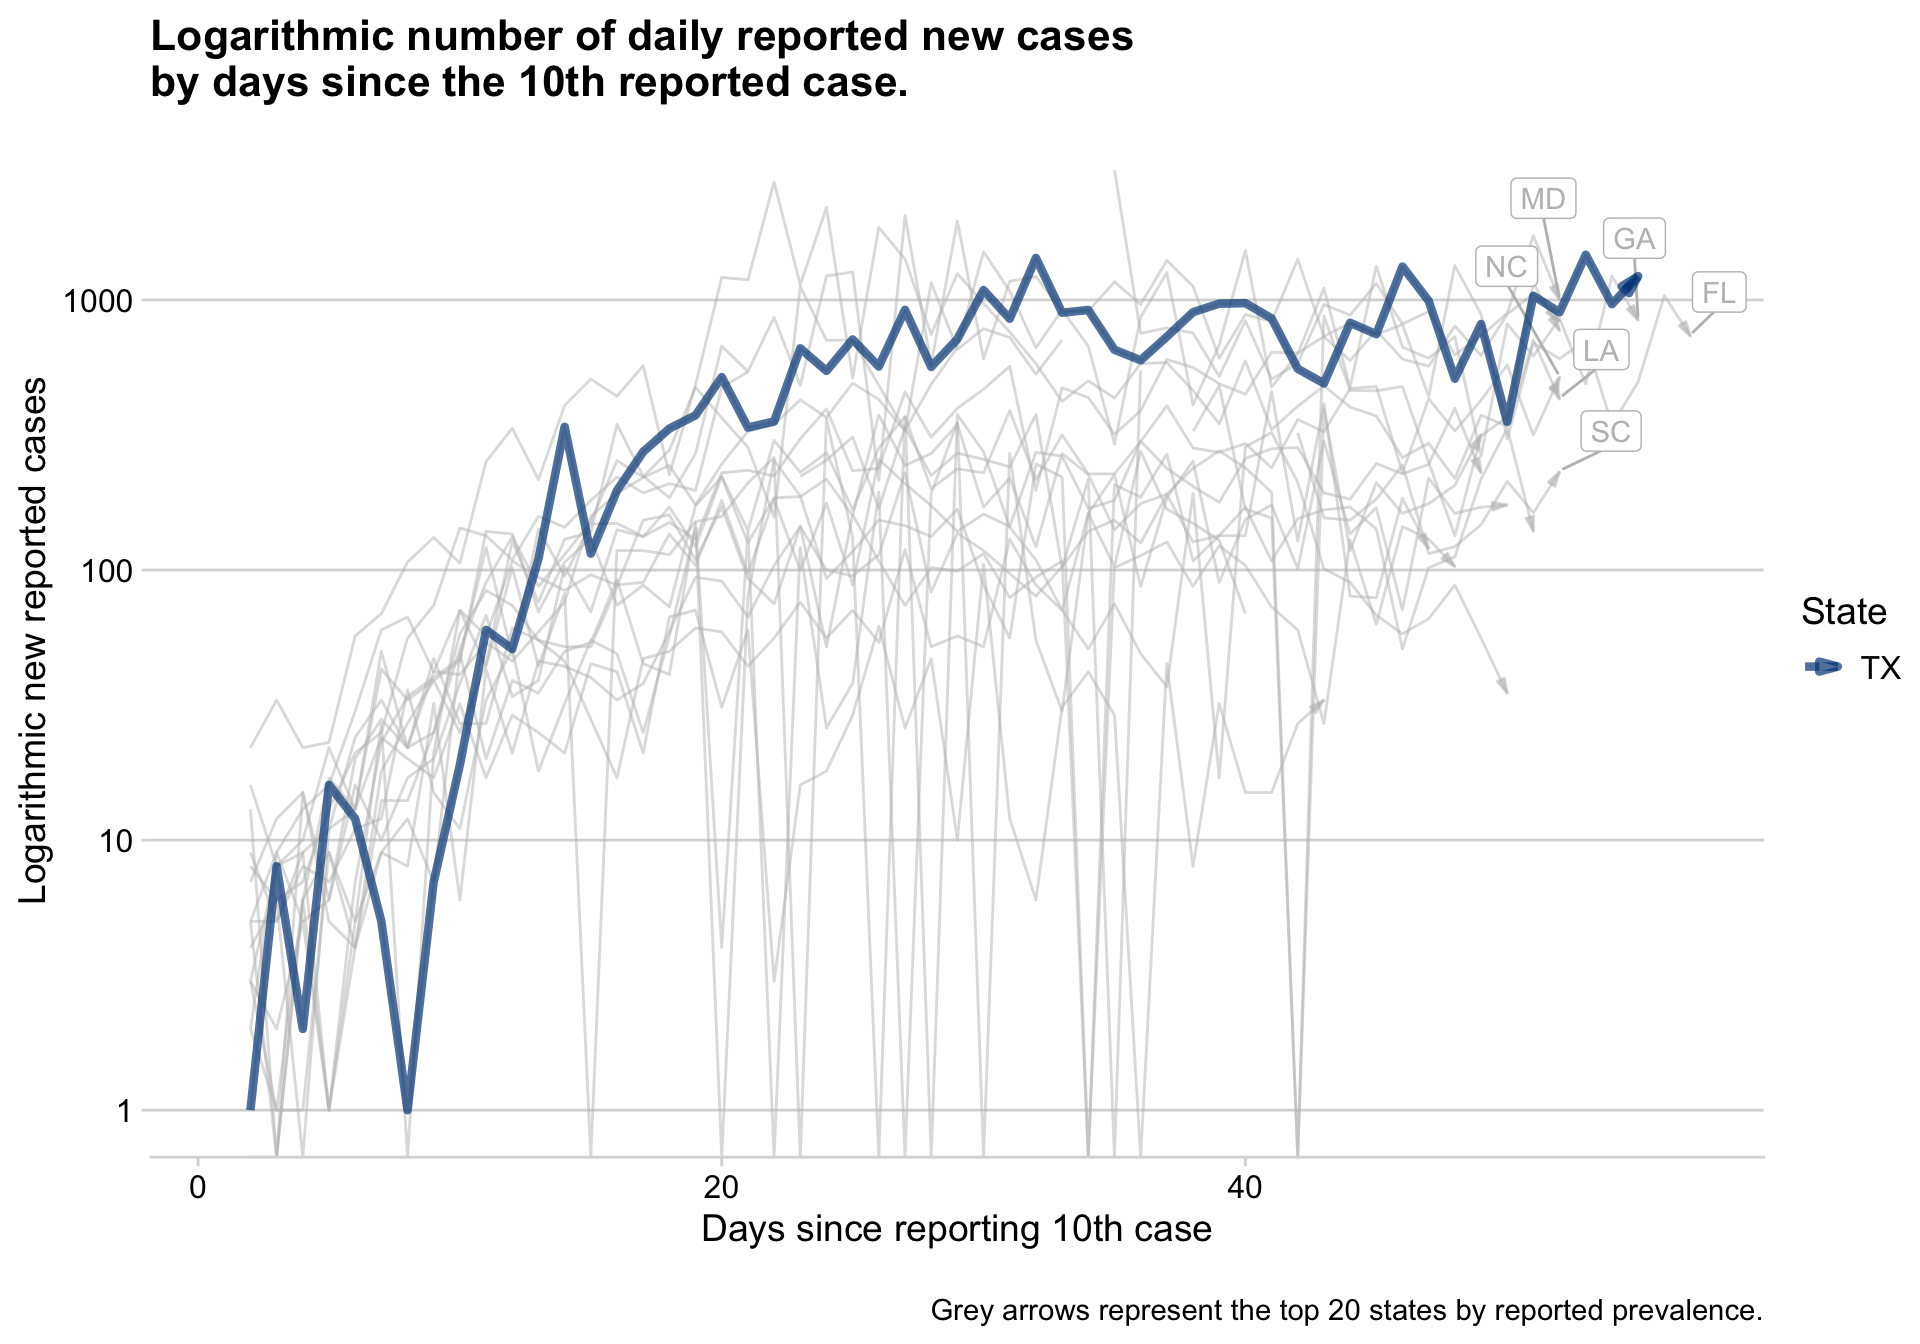 Logarithmic number of daily reported new cases
by days since the 10th reported case.
Logarithmic new reported cases
1000
100
10
1
MD
GA
NC
FL
LA
SC
State
TX
0
20
40
Days since reporting 10th case
Grey arrows represent the top 20 states by reported prevalence.